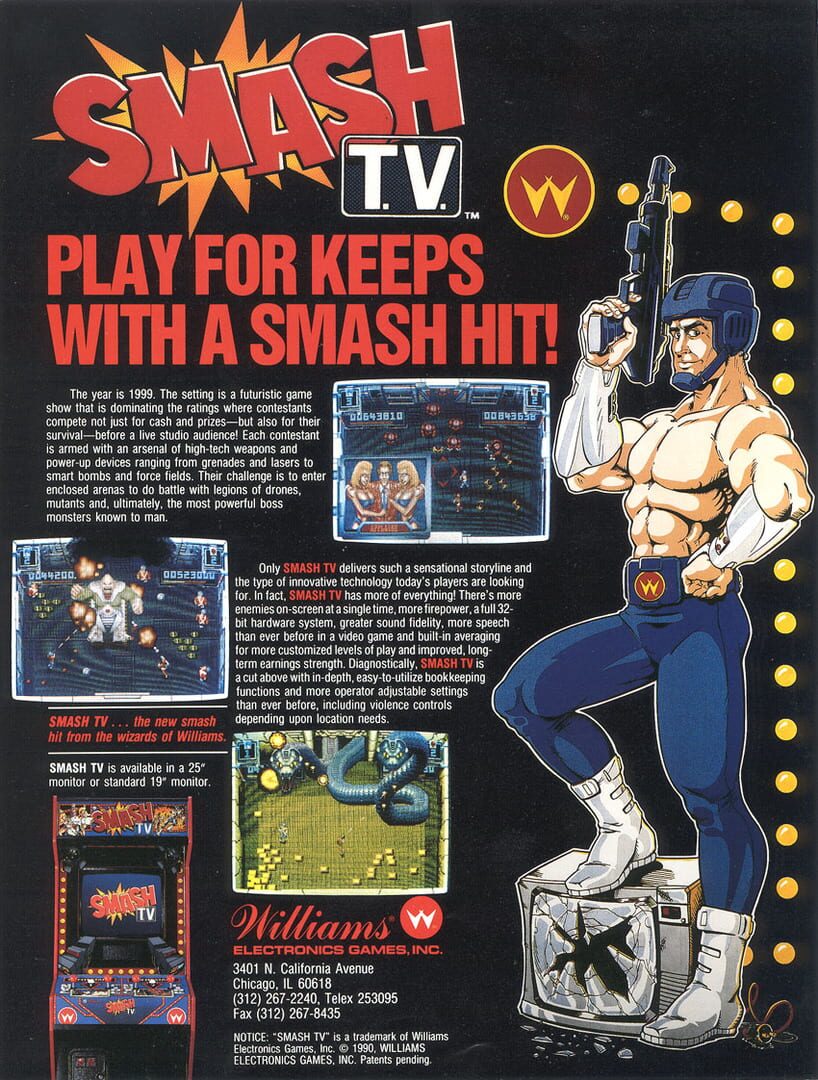 SMASH
T.V.™
PLAY FOR KEEPS
WITH A SMASH HIT!
The year is 1999. The setting is a futuristic game
show that is dominating the ratings where contestants
compete not just for cash and prizes—but also for their
survival—before a live studio audience! Each contestant
is armed with an arsenal of high-tech weapons and
power-up devices ranging from grenades and lasers to
smart bombs and force fields. Their challenge is to enter
enclosed arenas to do battle with legions of drones,
mutants and, ultimately, the most powerful boss
monsters known to man.
00643810
00843638
APPLAUSE
0044200
00523000
Only SMASH TV delivers such a sensational storyline and
the type of innovative technology today's players are looking
for. In fact, SMASH TV has more of everything! There's more
enemies on-screen at a single time, more firepower, a full 32-
bit hardware system, greater sound fidelity, more speech
than ever before in a video game and built-in averaging
for more customized levels of play and improved, long-
term earnings strength. Diagnostically, SMASH TV is
a cut above with in-depth, easy-to-utilize bookkeeping
functions and more operator adjustable settings
than ever before, including violence controls
depending upon location needs.
SMASH TV . . . the new smash
hit from the wizards of Williams.
SMASH TV is available in a 25″
monitor or standard 19″ monitor.
SMASH
TV
SMASH
TV
SMASH
TV
Williams®
ELECTRONICS GAMES, INC.
3401 N. California Avenue
Chicago, IL 60618
(312) 267-2240, Telex 253095
Fax (312) 267-8435
NOTICE: "SMASH TV" is a trademark of Williams
Electronics Games, Inc. © 1990, WILLIAMS
ELECTRONICS GAMES, INC. Patents pending.